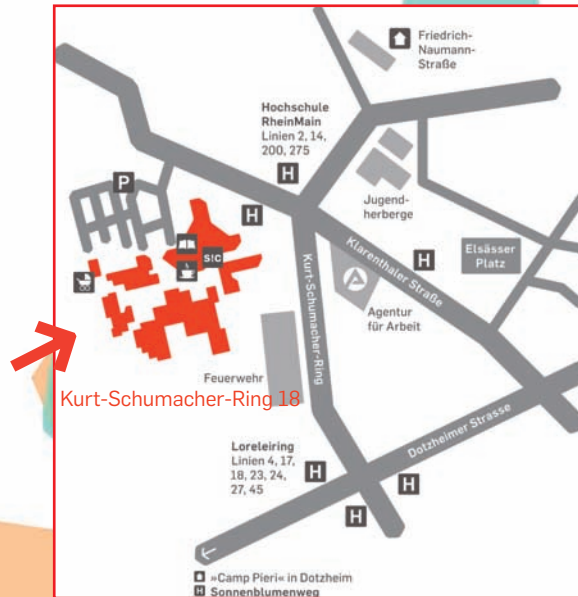 Friedrich-
Naumann-
Straße
Hochschule
RheinMain
Linien 2, 14,
200, 275
H
P
H
Jugend-
herberge
S!C
Klarenthaler Straße
H
Elsässer
Platz
Kurt-Schumacher-Ring
Agentur
für Arbeit
Feuerwehr
Kurt-Schumacher-Ring 18
Dotzheimer Strasse
Loreleiring
Linien 4, 17,
18, 23, 24,
27, 45
H
H
H
»Camp Pieri« in Dotzheim
H Sonnenblumenweg